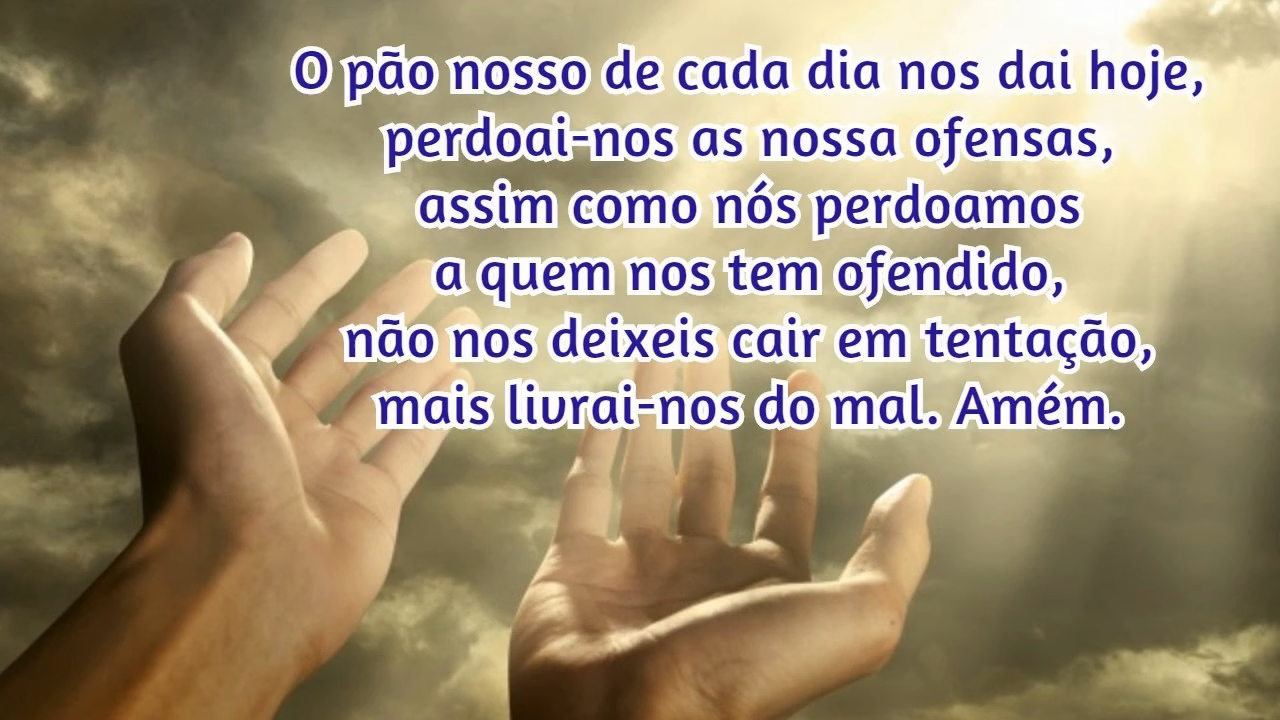 O pão nosso de cada dia nos dai hoje,
perdoai-nos as nossa ofensas,
assim como nós perdoamos
a quem nos tem ofendido,
não nos deixeis cair em tentação,
mais livrai-nos do mal. Amém.